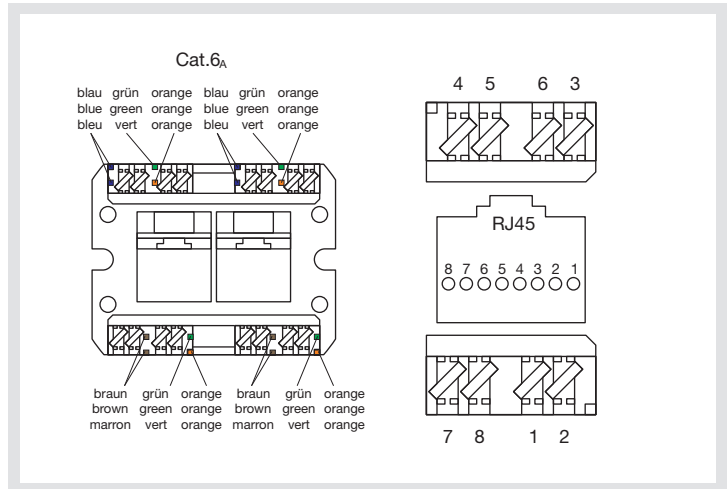 Cat.6A
blau grün orange blau grün orange
blue green orange blue green orange
bleu vert orange bleu vert orange
braun grün orange braun grün orange
brown green orange brown green orange
marron vert orange marron vert orange
4 5 6 3
RJ45
8 7 6 5 4 3 2 1
7 8 1 2